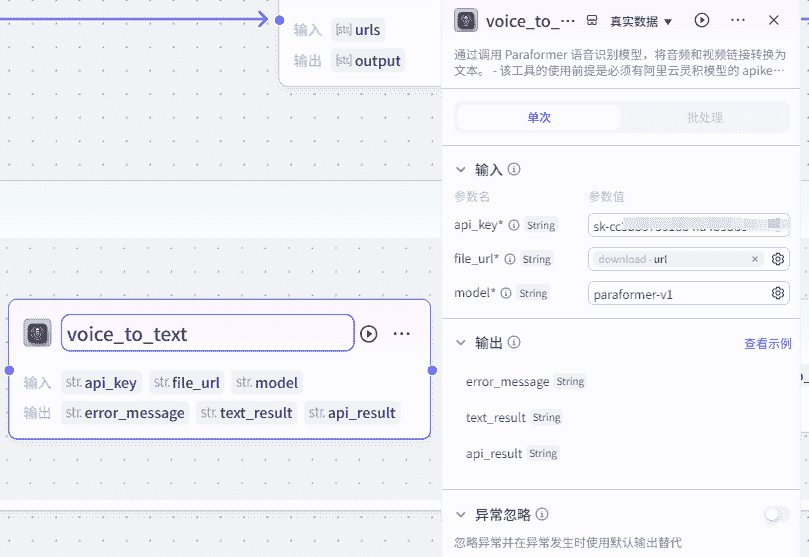 输入 str. urls
输出 str. output
voice_to_text
输入 str. api_key str. file_url str. model
输出 str. error_message str. text_result str. api_result
voice_to_... 真实数据
通过调用 Paraformer 语音识别模型，将音频和视频链接转换为
文本。 - 该工具的使用前提是必须有阿里云灵积模型的 apike...
单次 批处理
输入
参数名 参数值
api_key* String
file_url* String download - url
model* String paraformer-v1
输出 查看示例
error_message String
text_result String
api_result String
异常忽略
忽略异常并在异常发生时使用默认输出替代